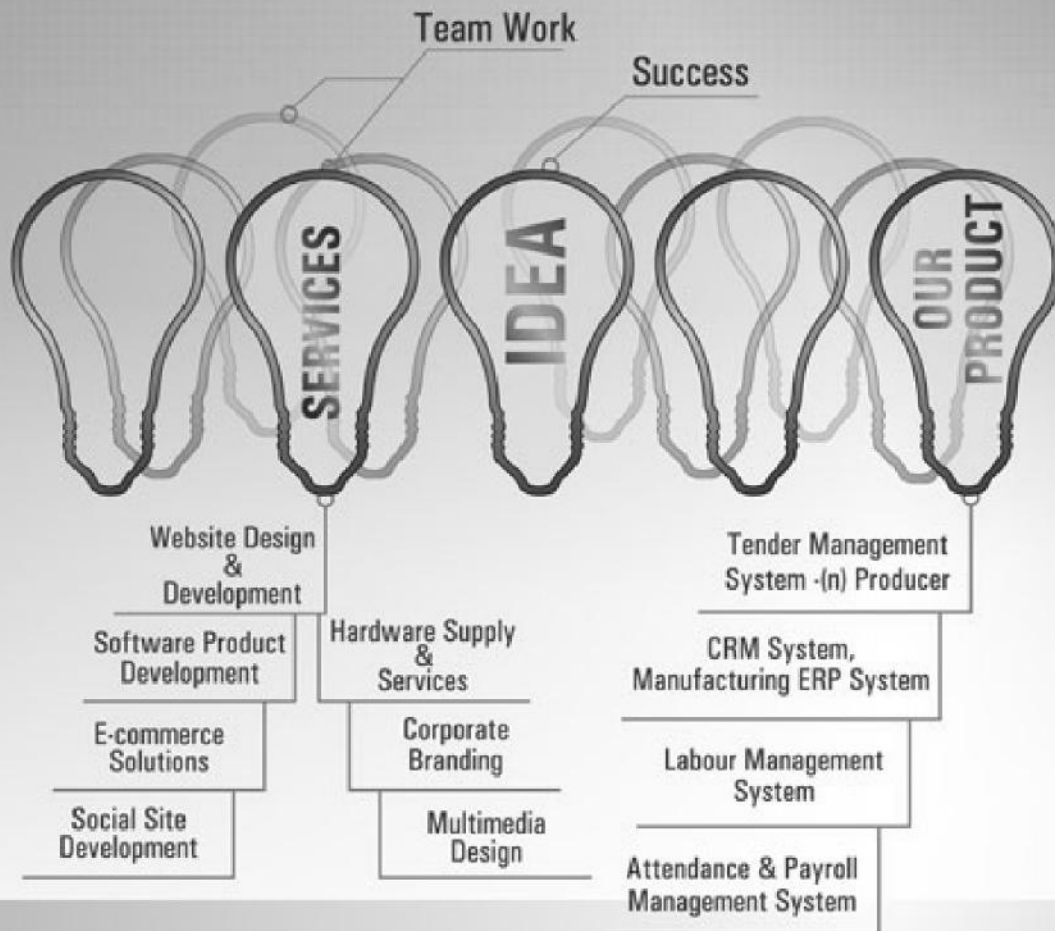 Team Work
Success
SERVICES
IDEA
OUR
PRODUCT
Website Design
&
Development
Software Product
Development
E-commerce
Solutions
Social Site
Development
Hardware Supply
&
Services
Corporate
Branding
Multimedia
Design
Tender Management
System -(n) Producer
CRM System,
Manufacturing ERP System
Labour Management
System
Attendance & Payroll
Management System